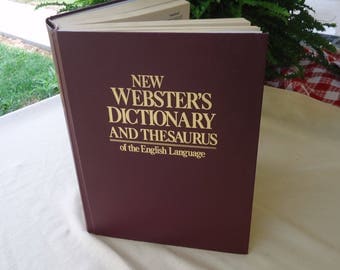 NEW
WEBSTER'S
DICTIONARY
AND THESAURUS
of the English Language